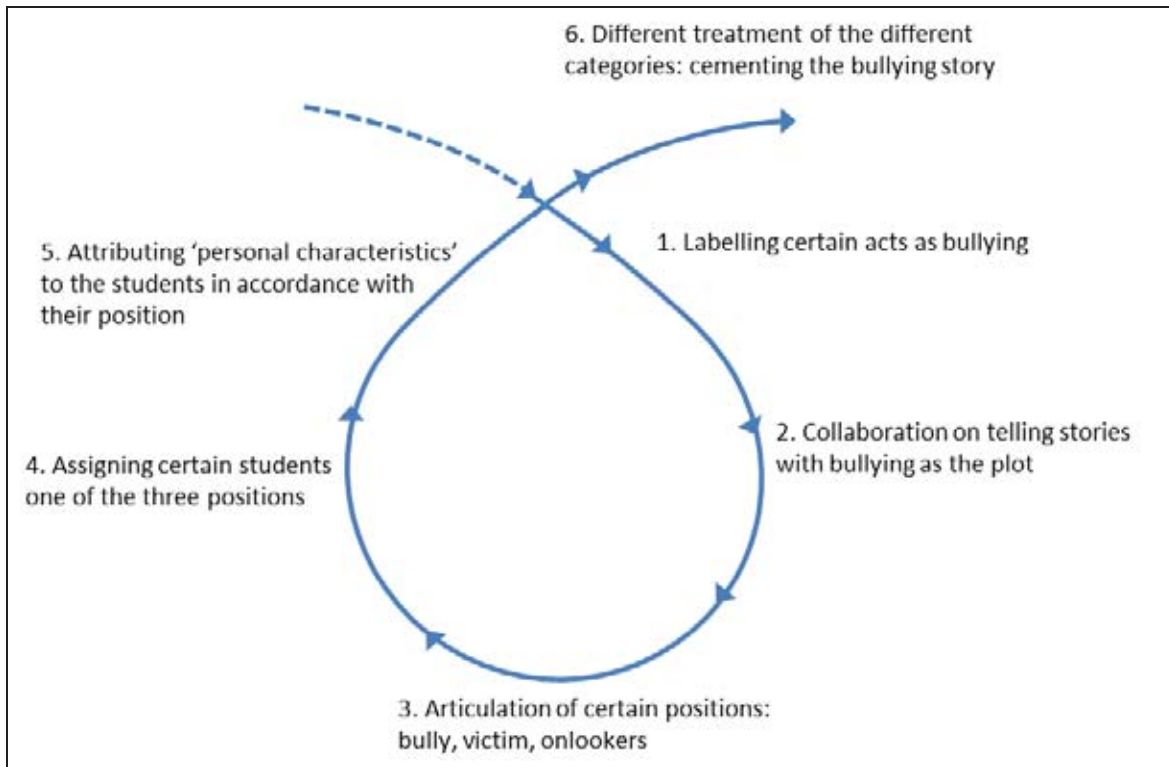 6. Different treatment of the different
categories: cementing the bullying story
1. Labelling certain acts as bullying
5. Attributing ‘personal characteristics’
to the students in accordance with
their position
2. Collaboration on telling stories
with bullying as the plot
4. Assigning certain students
one of the three positions
3. Articulation of certain positions:
bully, victim, onlookers